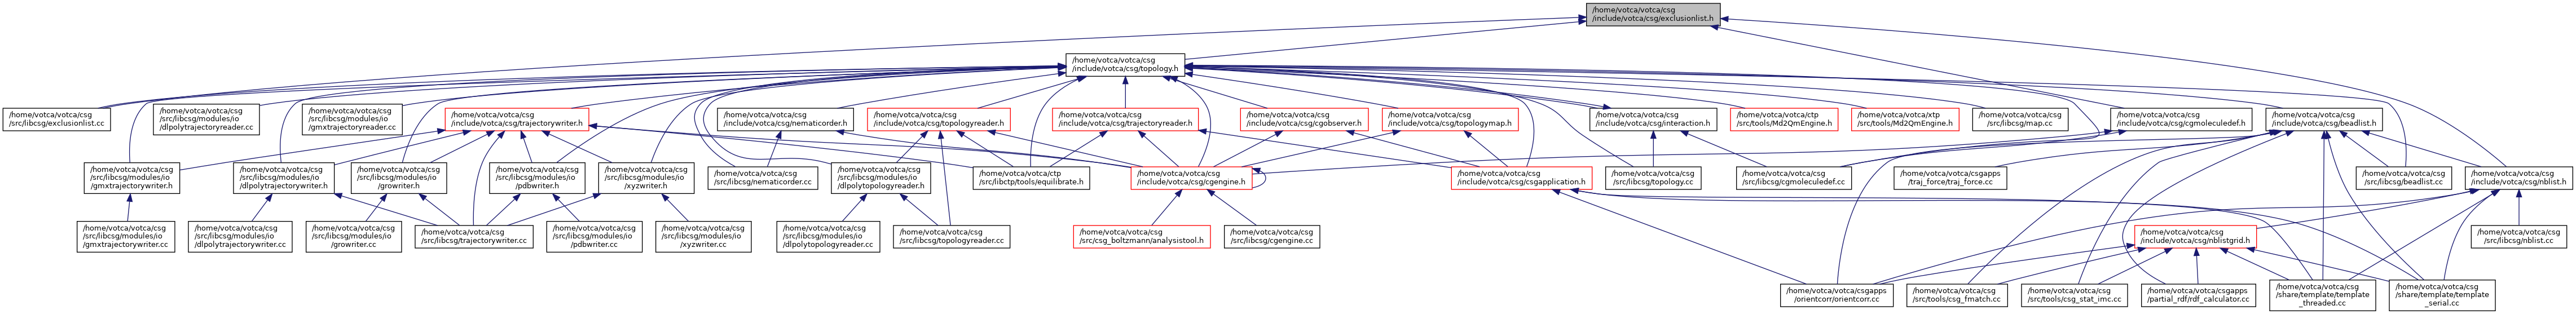 /home/votca/votca/csg
/include/votca/csg/exclusionlist.h
/home/votca/votca/csg
/include/votca/csg/topology.h
/home/votca/votca/csg
/src/libcsg/exclusionlist.cc
/home/votca/votca/csg
/src/libcsg/modules/io
/dlpolytrajectoryreader.cc
/home/votca/votca/csg
/src/libcsg/modules/io
/gmxtrajectoryreader.cc
/home/votca/votca/csg
/include/votca/csg/trajectorywriter.h
/home/votca/votca/csg
/include/votca/csg/nematicorder.h
/home/votca/votca/csg
/include/votca/csg/topologyreader.h
/home/votca/votca/csg
/include/votca/csg/trajectoryreader.h
/home/votca/votca/csg
/include/votca/csg/cgobserver.h
/home/votca/votca/csg
/include/votca/csg/topologymap.h
/home/votca/votca/csg
/include/votca/csg/interaction.h
/home/votca/votca/ctp
/src/tools/Md2QmEngine.h
/home/votca/votca/xtp
/src/tools/Md2QmEngine.h
/home/votca/votca/csg
/src/libcsg/map.cc
/home/votca/votca/csg
/include/votca/csg/cgmoleculedef.h
/home/votca/votca/csg
/include/votca/csg/beadlist.h
/home/votca/votca/csg
/src/libcsg/modules/io
/gmxtrajectorywriter.h
/home/votca/votca/csg
/src/libcsg/modules/io
/dlpolytrajectorywriter.h
/home/votca/votca/csg
/src/libcsg/modules/io
/growriter.h
/home/votca/votca/csg
/src/libcsg/modules/io
/pdbwriter.h
/home/votca/votca/csg
/src/libcsg/modules/io
/xyzwriter.h
/home/votca/votca/csg
/src/libcsg/nematicorder.cc
/home/votca/votca/csg
/src/libcsg/modules/io
/dlpolytopologyreader.h
/home/votca/votca/ctp
/src/libctp/tools/equilibrate.h
/home/votca/votca/csg
/include/votca/csg/cgengine.h
/home/votca/votca/csg
/include/votca/csg/csgapplication.h
/home/votca/votca/csg
/src/libcsg/topology.cc
/home/votca/votca/csg
/src/libcsg/cgmoleculedef.cc
/home/votca/votca/csgapps
/traj_force/traj_force.cc
/home/votca/votca/csg
/src/libcsg/beadlist.cc
/home/votca/votca/csg
/include/votca/csg/nblist.h
/home/votca/votca/csg
/src/libcsg/modules/io
/gmxtrajectorywriter.cc
/home/votca/votca/csg
/src/libcsg/modules/io
/dlpolytrajectorywriter.cc
/home/votca/votca/csg
/src/libcsg/modules/io
/growriter.cc
/home/votca/votca/csg
/src/libcsg/trajectorywriter.cc
/home/votca/votca/csg
/src/libcsg/modules/io
/pdbwriter.cc
/home/votca/votca/csg
/src/libcsg/modules/io
/xyzwriter.cc
/home/votca/votca/csg
/src/libcsg/modules/io
/dlpolytopologyreader.cc
/home/votca/votca/csg
/src/libcsg/topologyreader.cc
/home/votca/votca/csg
/src/csg_boltzmann/analysistool.h
/home/votca/votca/csg
/src/libcsg/cgengine.cc
/home/votca/votca/csg
/include/votca/csg/nblistgrid.h
/home/votca/votca/csg
/src/libcsg/nblist.cc
/home/votca/votca/csgapps
/orientcorr/orientcorr.cc
/home/votca/votca/csg
/src/tools/csg_fmatch.cc
/home/votca/votca/csg
/src/tools/csg_stat_imc.cc
/home/votca/votca/csgapps
/partial_rdf/rdf_calculator.cc
/home/votca/votca/csg
/share/template/template
_threaded.cc
/home/votca/votca/csg
/share/template/template
_serial.cc